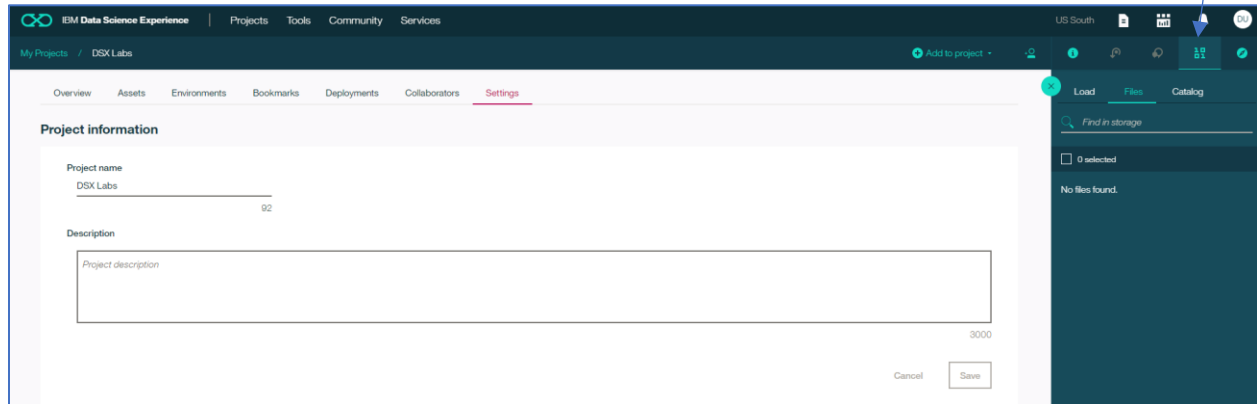 IBM Data Science Experience | Projects Tools Community Services US South DU
My Projects / DSX Labs Add to project
Overview Assets Environments Bookmarks Deployments Collaborators Settings
Load Files Catalog
Find in storage
0 selected
No files found.
Project information
Project name
DSX Labs
92
Description
Project description
3000
Cancel Save